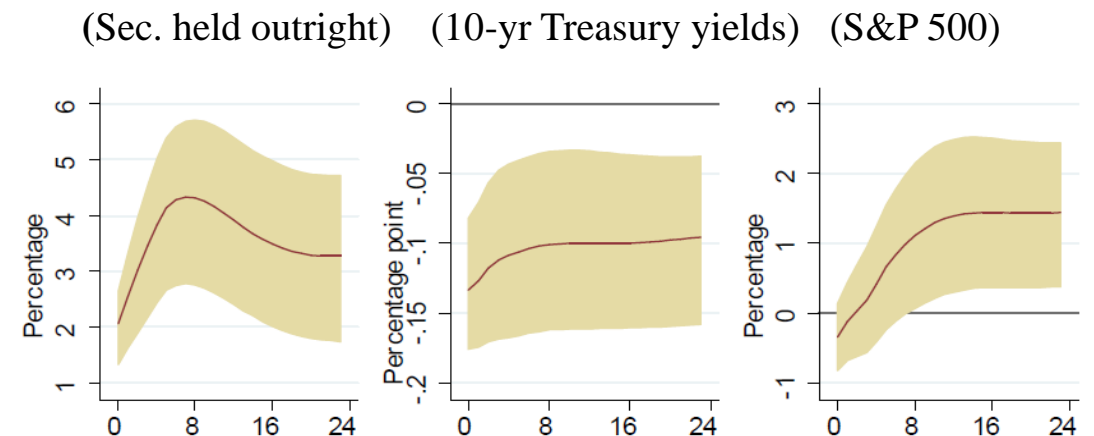 (Sec. held outright) (10-yr Treasury yields) (S&P 500)
Percentage
6
5
4
3
2
1
0 8 16 24
Percentage point
0
-.05
-.1
-.15
-.2
0 8 16 24
Percentage
3
2
1
0
-1
0 8 16 24